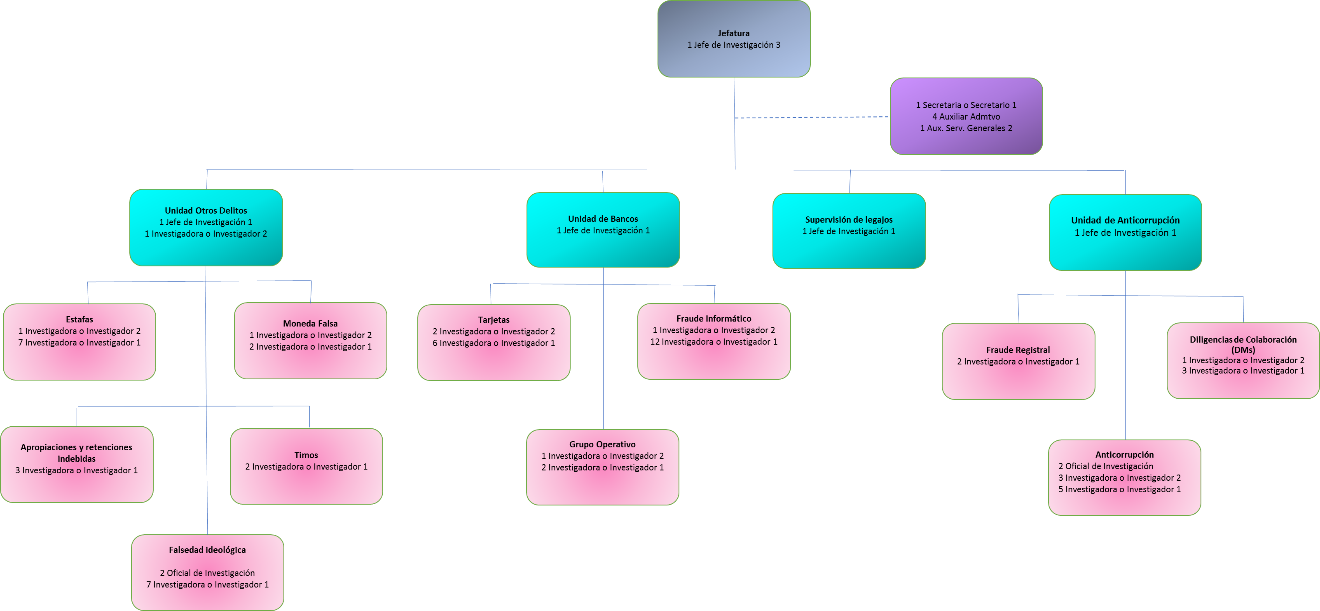 Jefatura
1 Jefe de Investigación 3
1 Secretaria o Secretario 1
4 Auxiliar Admtvo
1 Aux. Serv. Generales 2
Unidad Otros Delitos
1 Jefe de Investigación 1
1 Investigadora o Investigador 2
Unidad de Bancos
1 Jefe de Investigación 1
Supervisión de legajos
1 Jefe de Investigación 1
Unidad de Anticorrupción
1 Jefe de Investigación 1
Estafas
1 Investigadora o Investigador 2
7 Investigadora o Investigador 1
Moneda Falsa
1 Investigadora o Investigador 2
2 Investigadora o Investigador 1
Tarjetas
2 Investigadora o Investigador 2
6 Investigadora o Investigador 1
Fraude Informático
1 Investigadora o Investigador 2
12 Investigadora o Investigador 1
Fraude Registral
2 Investigadora o Investigador 1
Diligencias de Colaboración
(DMs)
1 Investigadora o Investigador 2
3 Investigadora o Investigador 1
Apropiaciones y retenciones
Indebidas
3 Investigadora o Investigador 1
Timos
2 Investigadora o Investigador 1
Grupo Operativo
1 Investigadora o Investigador 2
2 Investigadora o Investigador 1
Anticorrupción
2 Oficial de Investigación
3 Investigadora o Investigador 2
5 Investigadora o Investigador 1
Falsedad Ideológica
2 Oficial de Investigación
7 Investigadora o Investigador 1